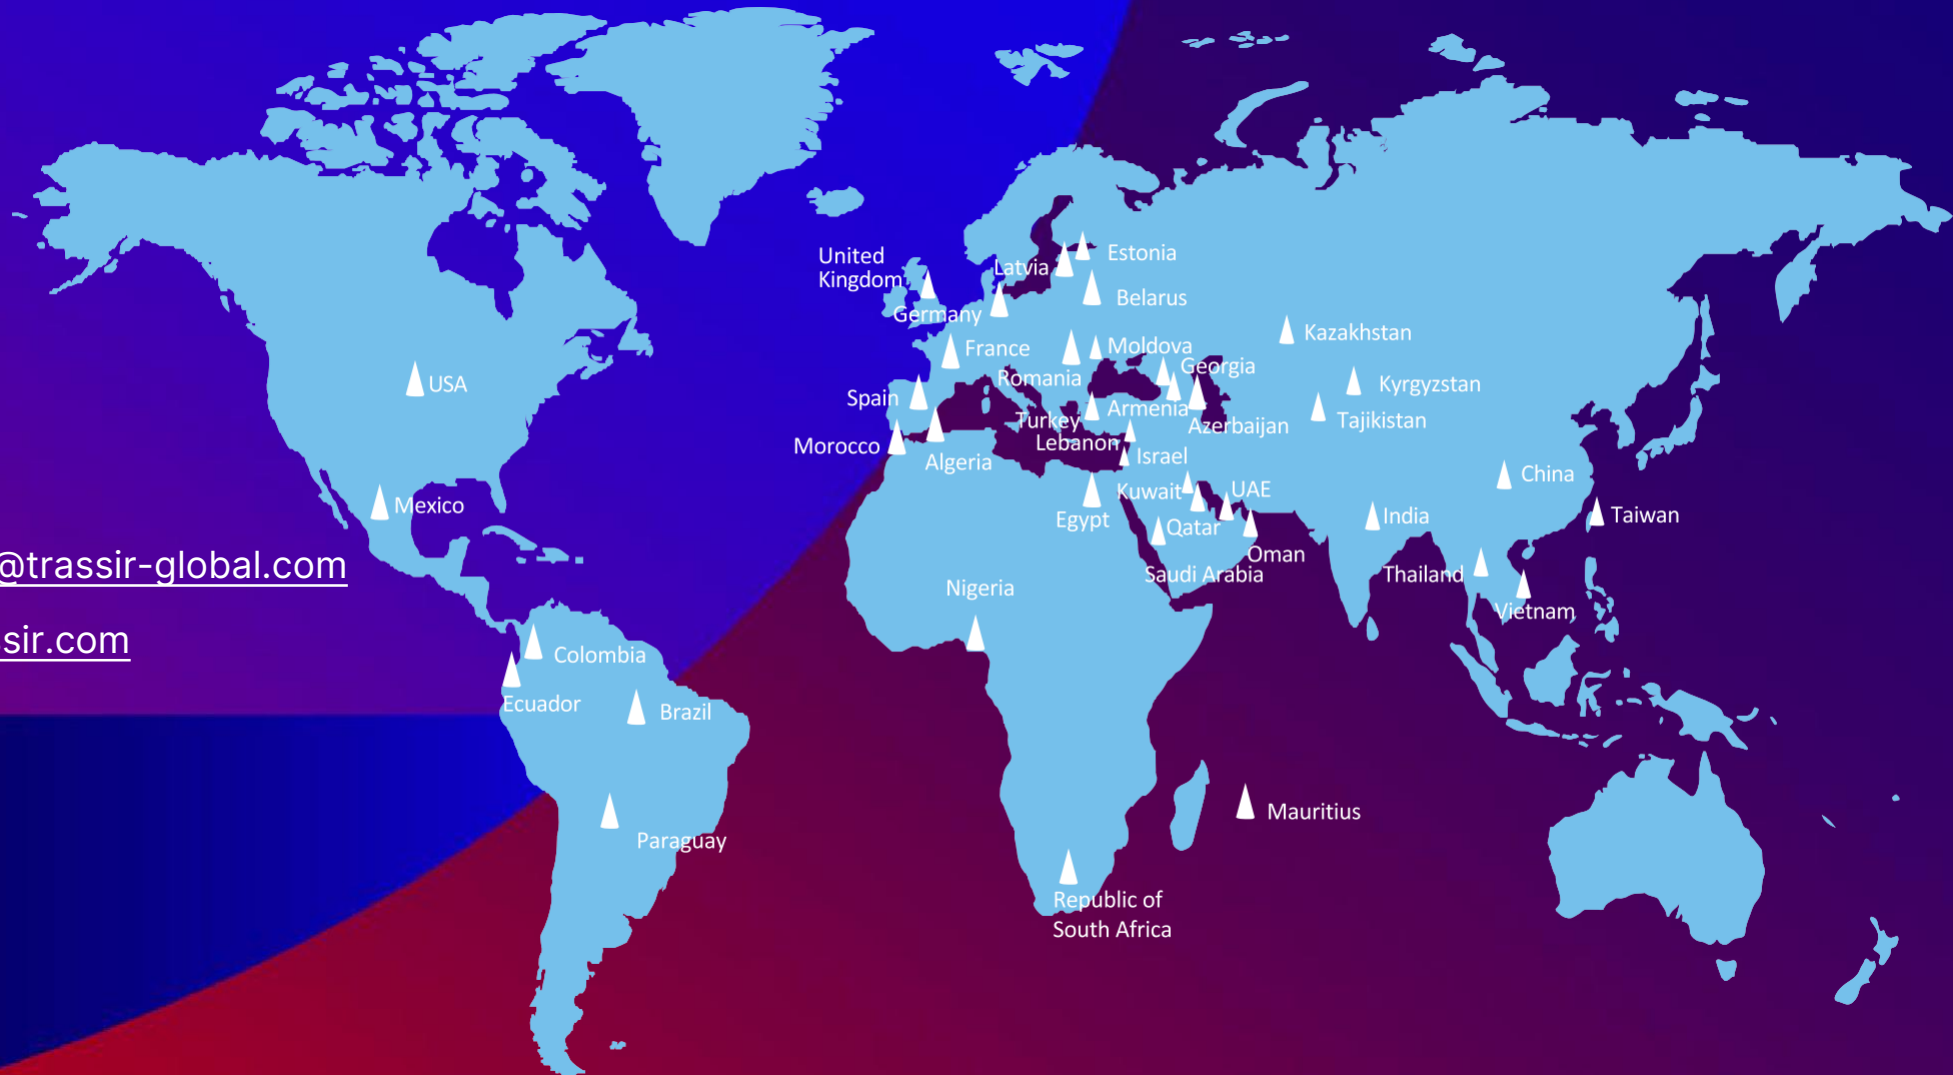 @trassir-global.com
sir.com
USA
Mexico
Colombia
Ecuador
Brazil
Paraguay
United
Kingdom
Latvia
Estonia
Belarus
Germany
France
Moldova
Romania
Georgia
Spain
Turkey
Armenia
Azerbaijan
Lebanon
Morocco
Algeria
Israel
Kuwait
UAE
Egypt
Qatar
Oman
Saudi Arabia
Nigeria
Kazakhstan
Kyrgyzstan
Tajikistan
China
India
Taiwan
Thailand
Vietnam
Mauritius
Republic of
South Africa